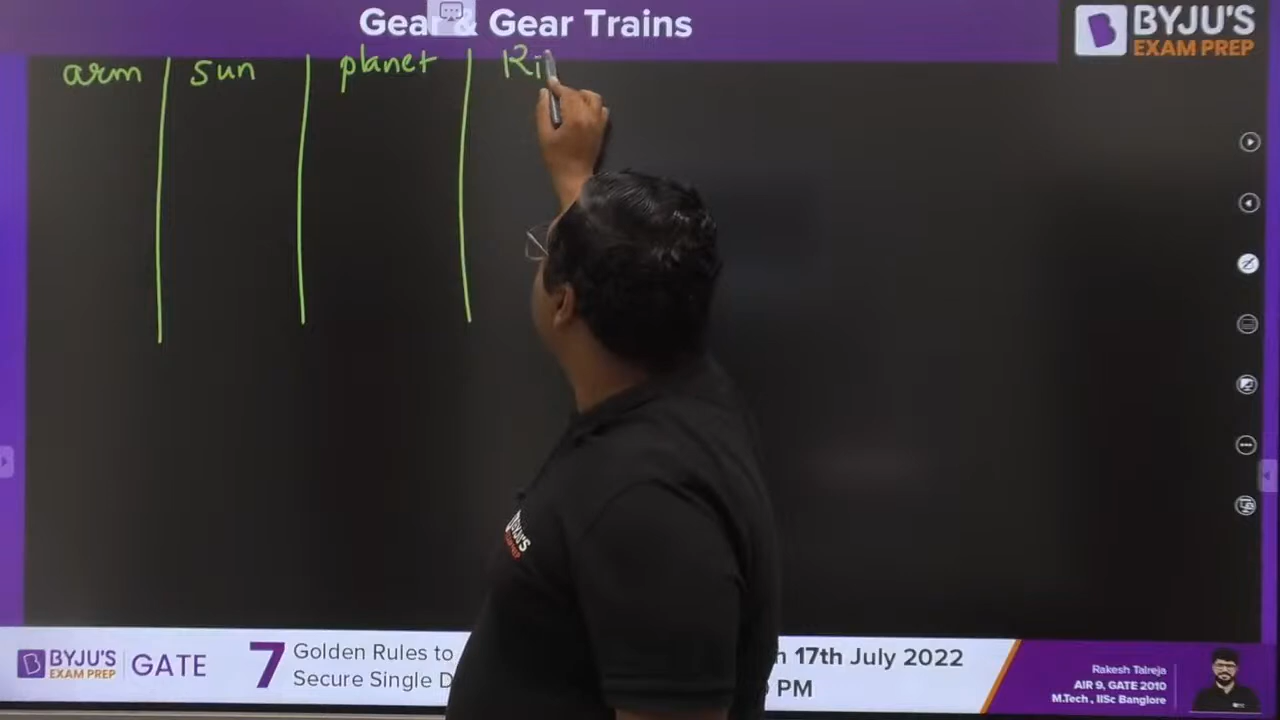 Gear & Gear Trains
BYJU'S
EXAM PREP
arm sun planet Ri
BYJU'S
EXAM PREP
GATE
7
Golden Rules to
Secure Single D
17th July 2022
PM
Rakesh Talreja
AIR 9, GATE 2010
M.Tech , IISc Banglore
BYJU'S